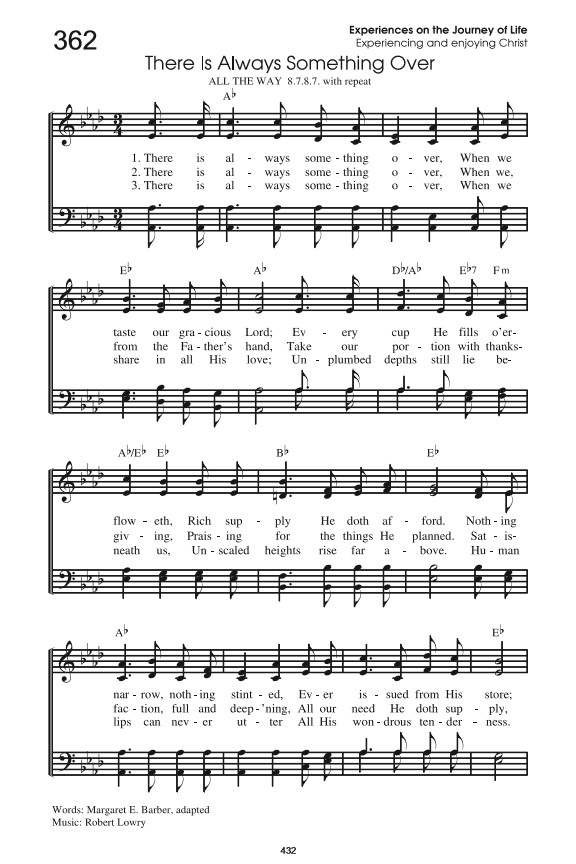 362
Experiences on the Journey of Life
Experiencing and enjoying Christ
There Is Always Something Over
ALL THE WAY 8.7.8.7. with repeat
A♭
3 4
1. There is al - ways some - thing o - ver, When we
2. There is al - ways some - thing o - ver, When we,
3. There is al - ways some - thing o - ver, When we
3 4
E♭ A♭ D♭/A♭ E♭7 Fm
taste our gra - cious Lord; Ev - ery cup He fills o'er-
from the Fa - ther's hand, Take our por - tion with thanks-
share in all His love; Un - plumbed depths still lie be-
A♭/E♭ E♭ B♭ E♭
flow - eth, Rich sup - ply He doth af - ford. Noth - ing
giv - ing, Prais - ing for the things He planned. Sat - is-
neath us, Un - scaled heights rise far a - bove. Hu - man
A♭ E♭
nar - row, noth - ing stint - ed, Ev - er is - sued from His store;
fac - tion, full and deep - 'ning, All our need He doth sup - ply,
lips can nev - er ut - ter All His won - drous ten - der - ness.
Words: Margaret E. Barber, adapted
Music: Robert Lowry
432